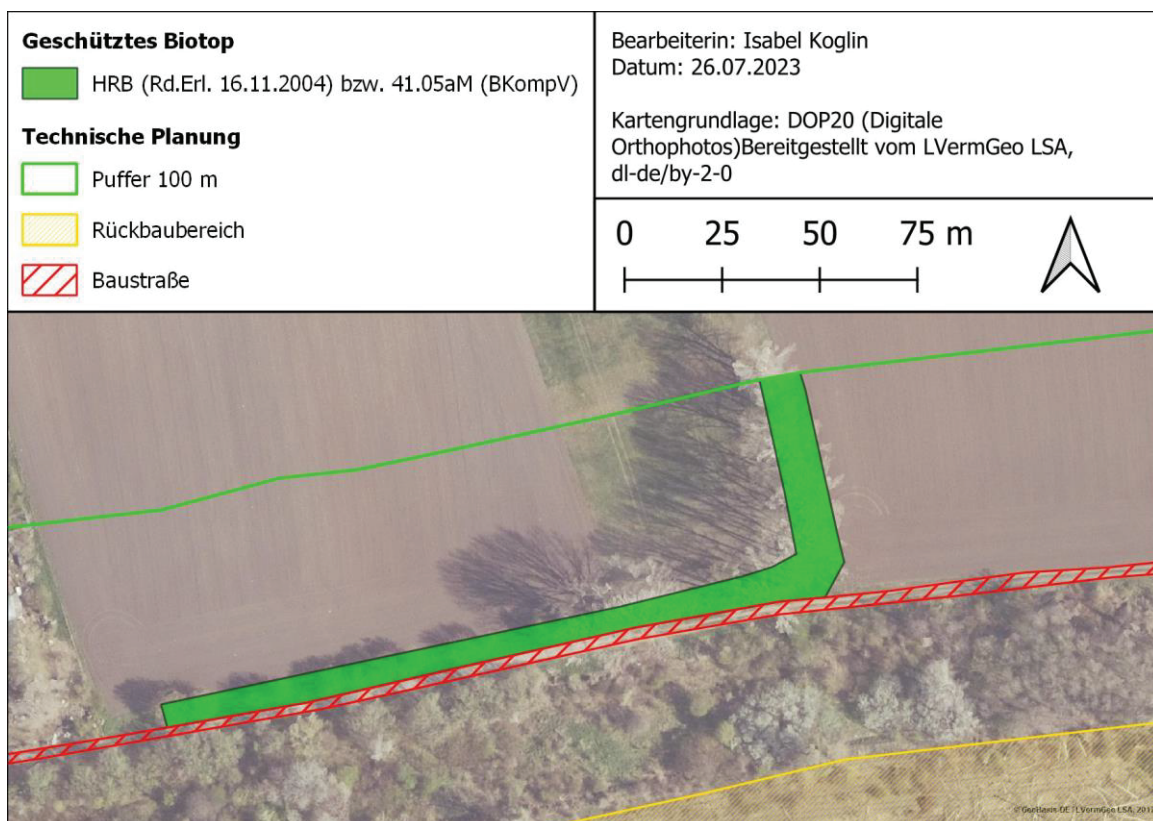 Geschütztes Biotop
HRB (Rd.Erl. 16.11.2004) bzw. 41.05aM (BKompV)
Technische Planung
Puffer 100 m
Rückbaubereich
Baustraße
Bearbeiterin: Isabel Koglin
Datum: 26.07.2023
Kartengrundlage: DOP20 (Digitale
Orthophotos)Bereitgestellt vom LVermGeo LSA,
dl-de/by-2-0
0 25 50 75 m